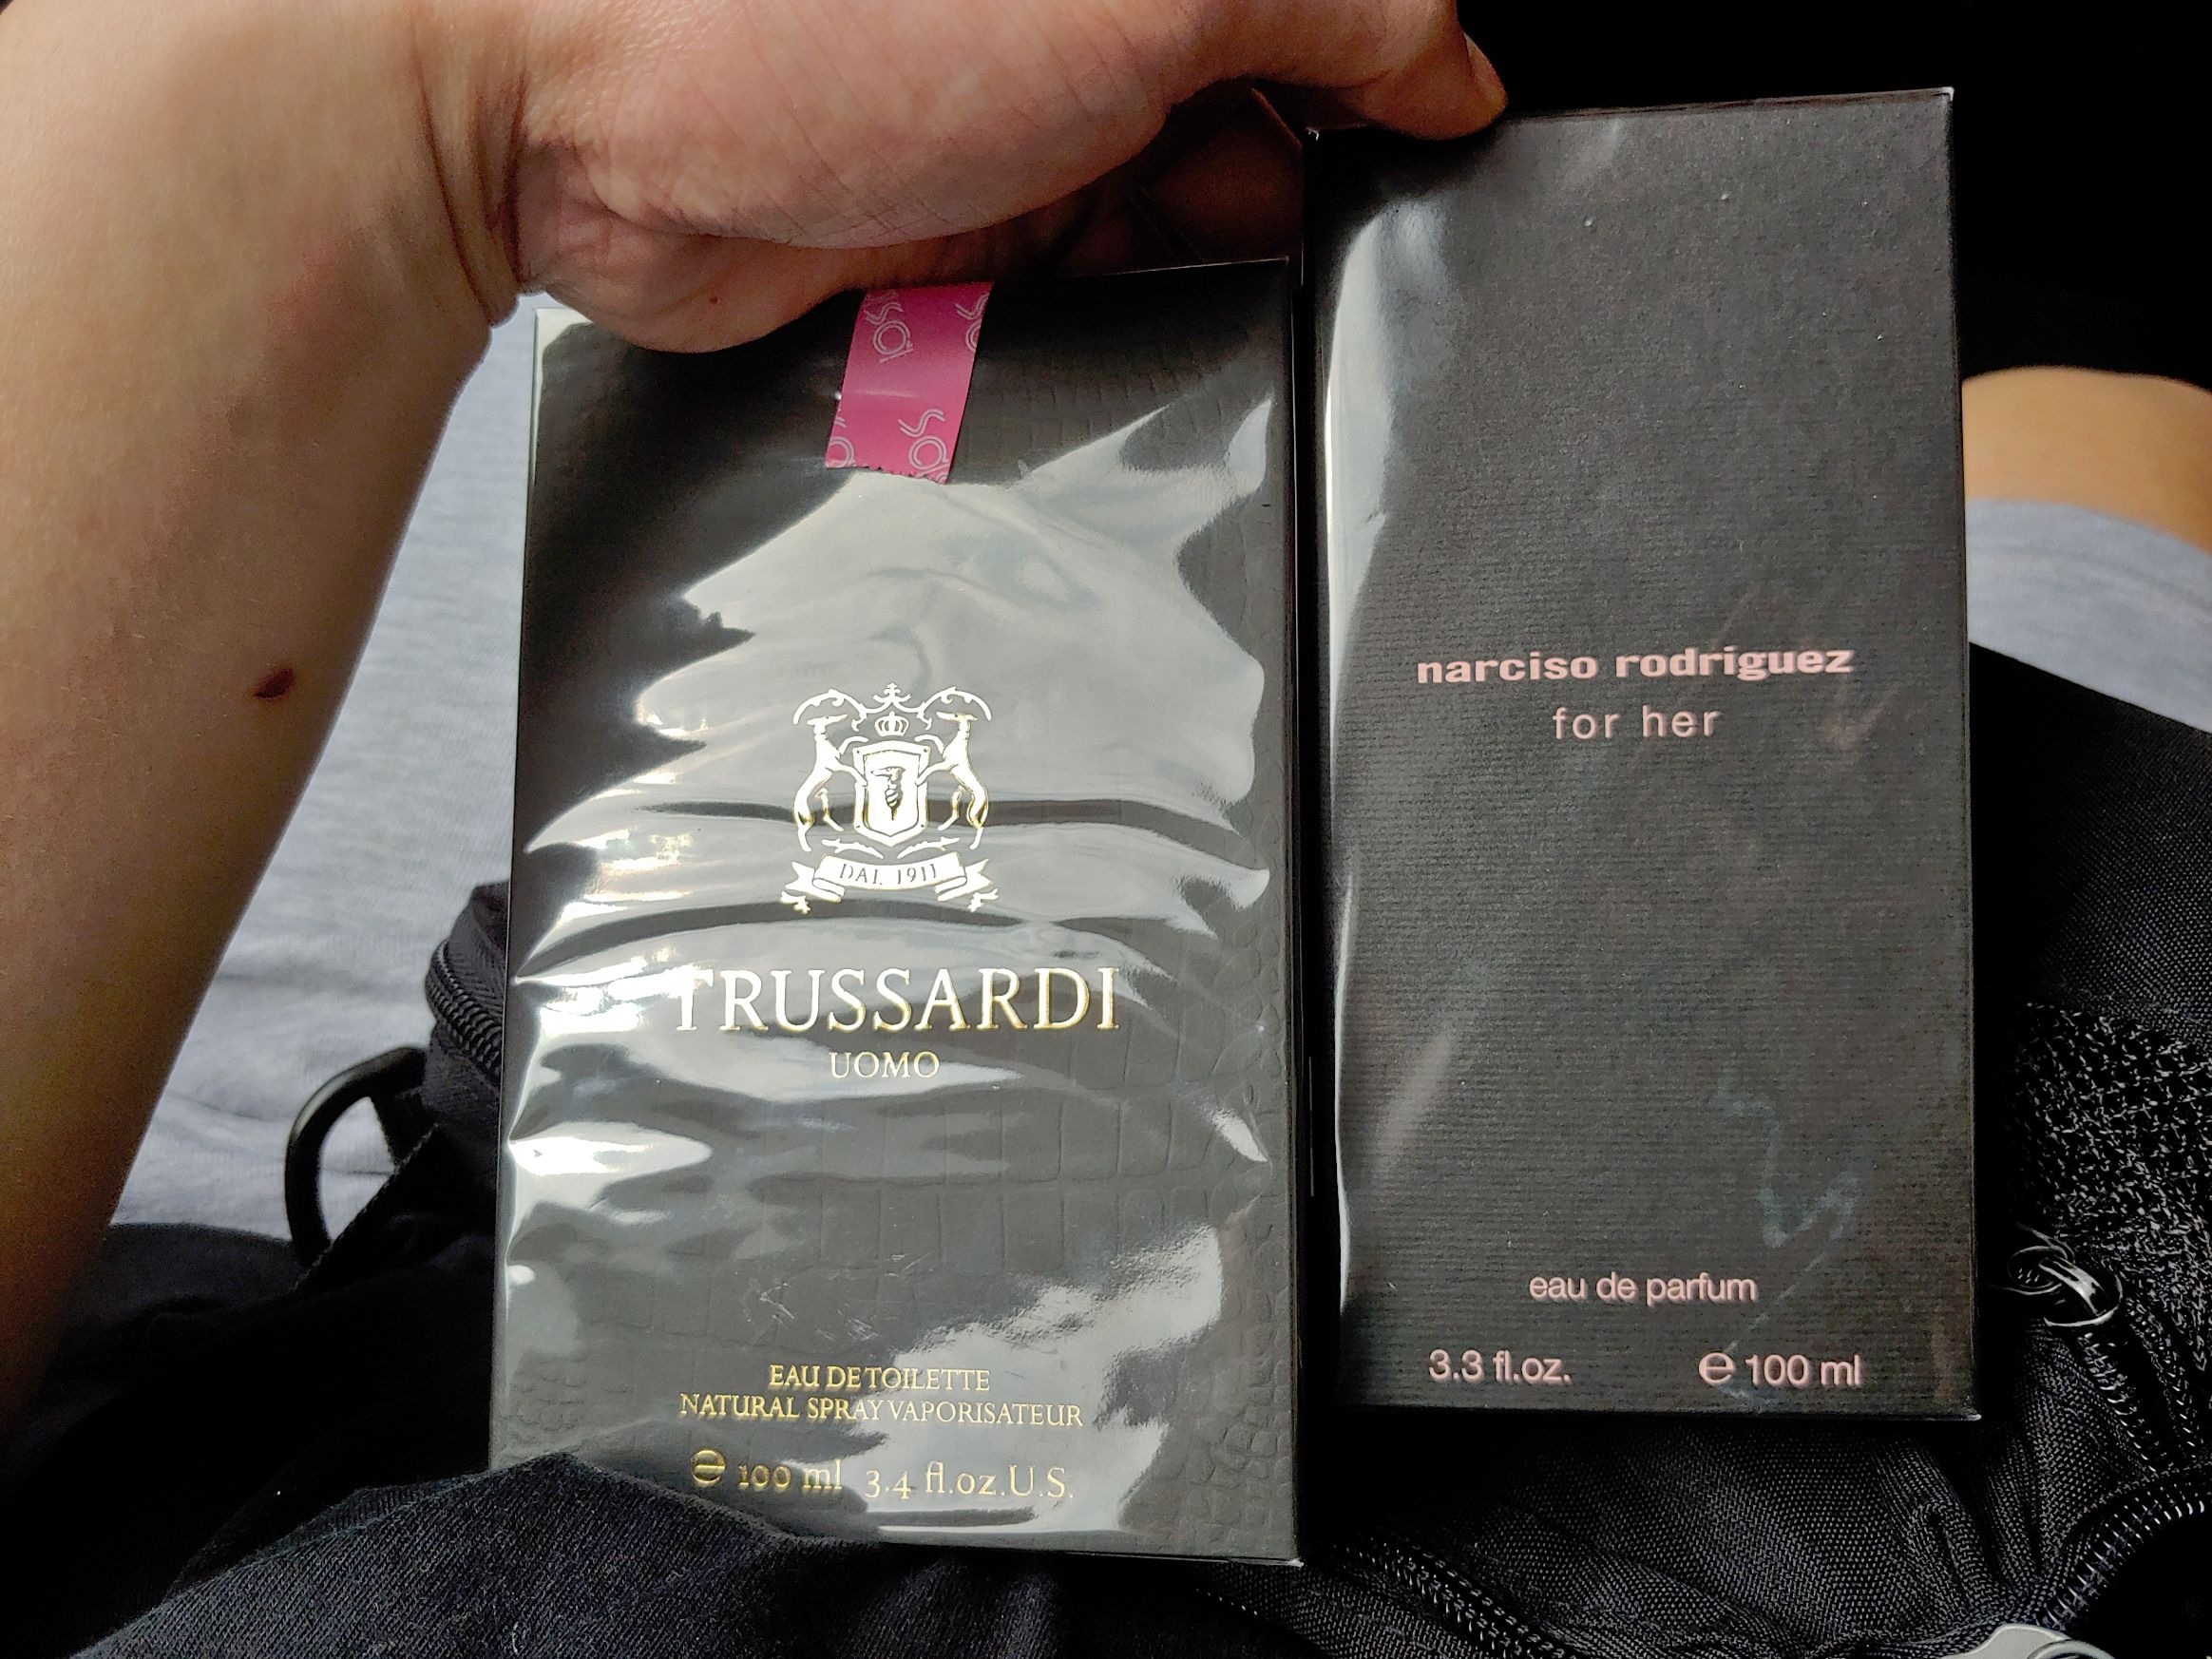 DAL 1911
TRUSSARDI
UOMO
EAU DE TOILETTE
NATURAL SPRAY VAPORISATEUR
℮ 100 ml 3.4 fl.oz.U.S.
narciso rodriguez
for her
eau de parfum
3.3 fl.oz. ℮ 100 ml